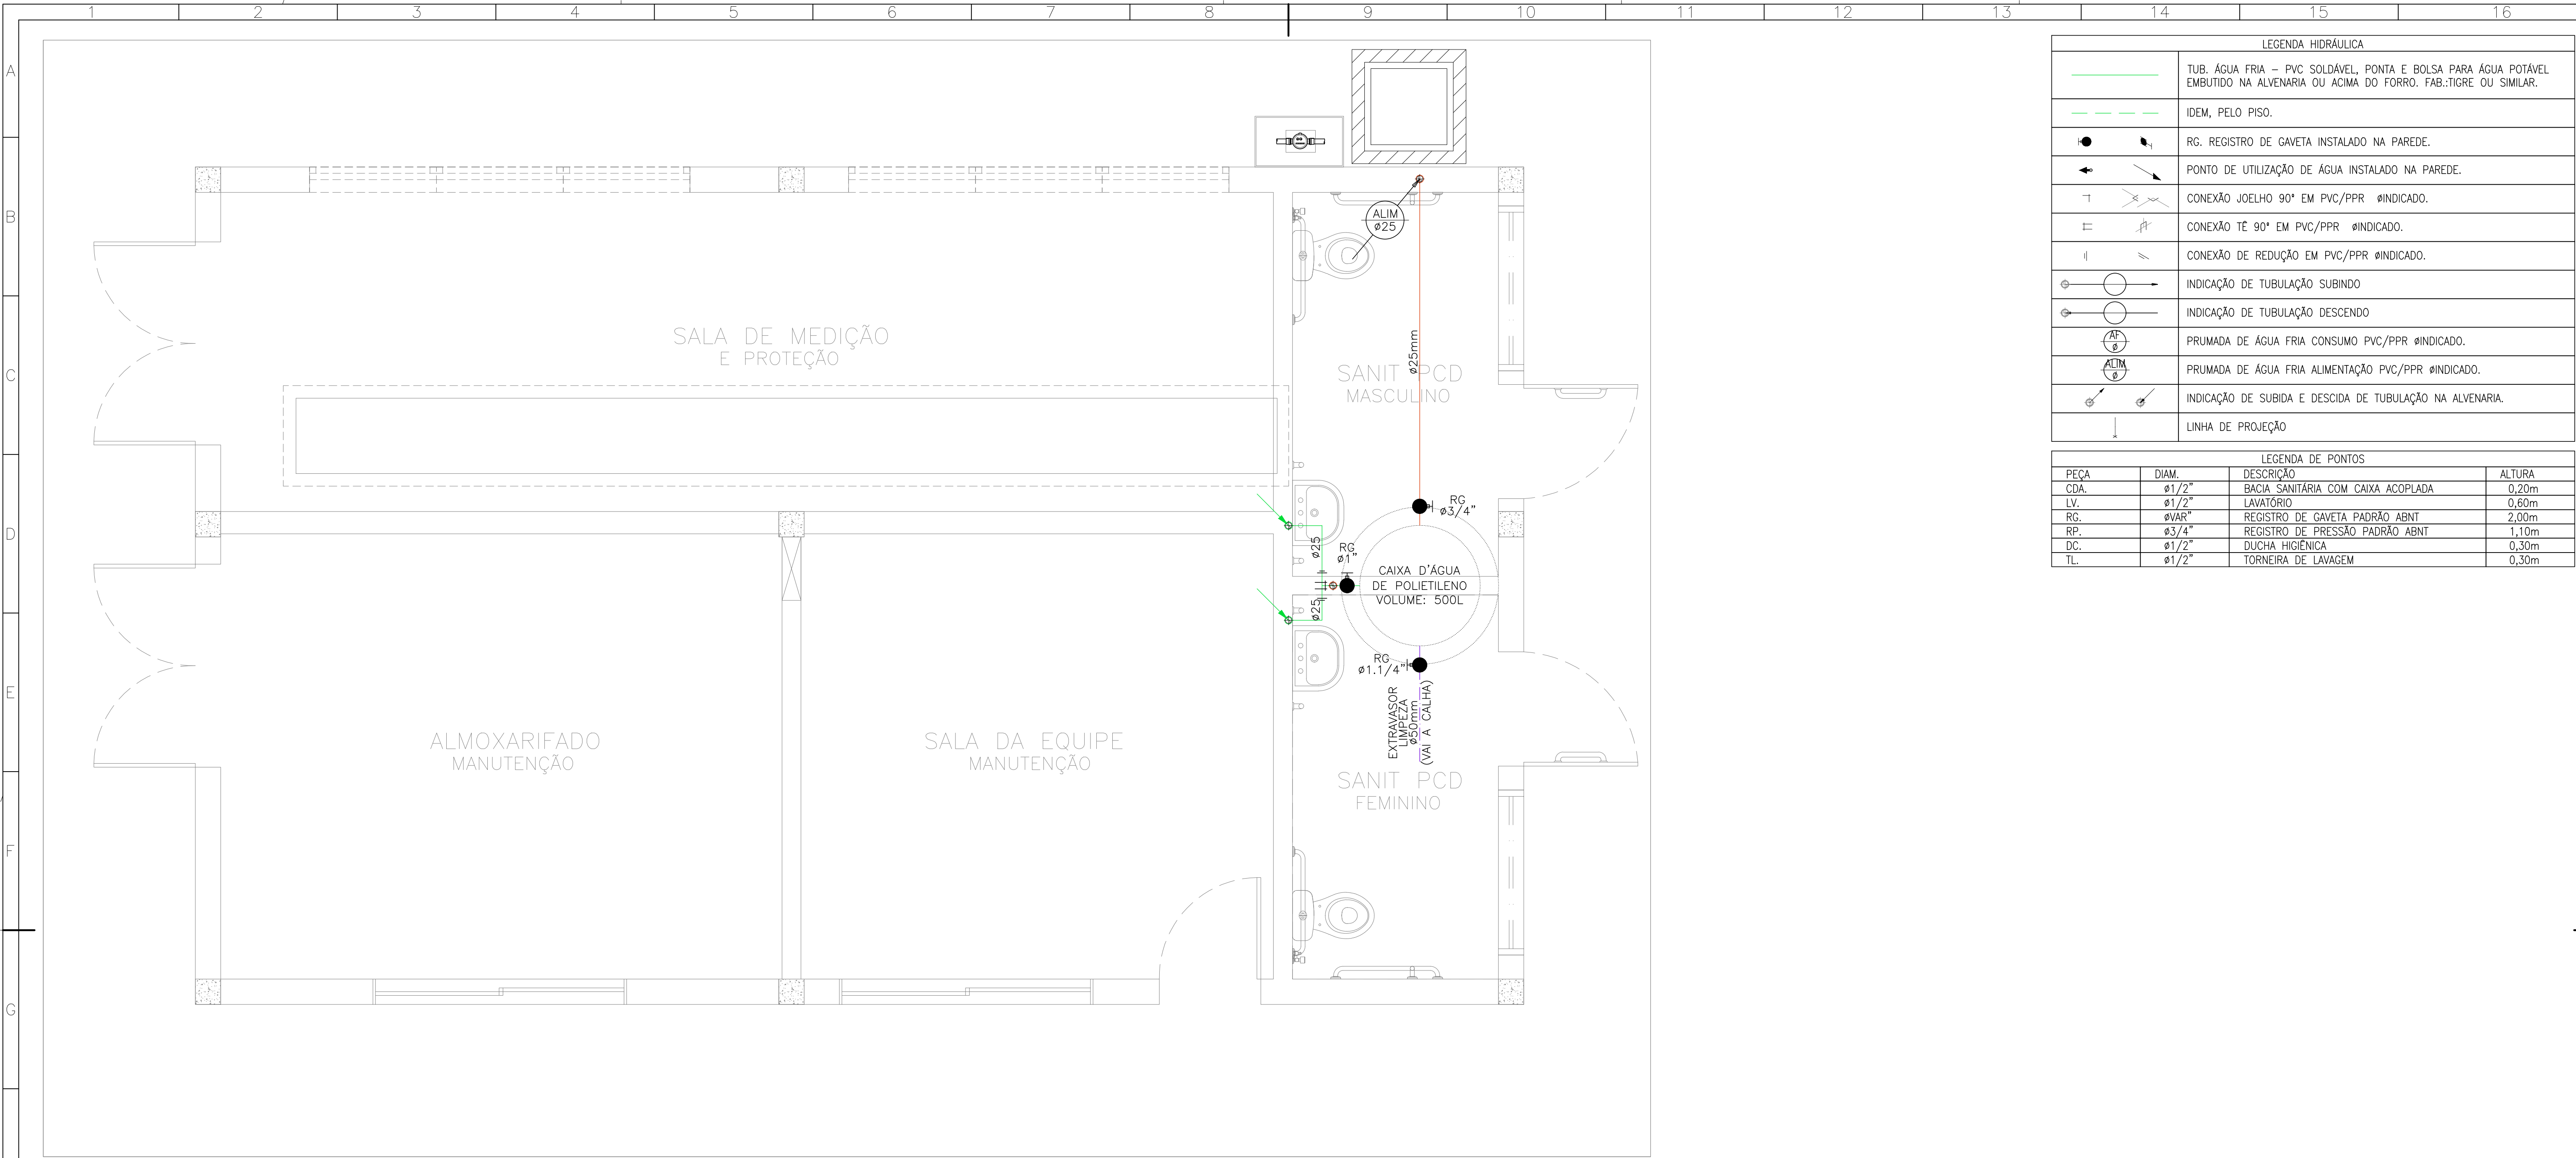 1 2 3 4 5 6 7 8 9 10 11 12 13 14 15 16
A
B
C
D
E
F
G
ALIM
ø25
SALA DE MEDIÇÃO
E PROTEÇÃO
ø25mm
SANIT PCD
MASCULINO
RG
ø3/4"
ø25
RG
ø1"
CAIXA D'ÁGUA
DE POLIETILENO
VOLUME: 500L
ø25
RG
ø1.1/4"
EXTRAVASOR
LIMPEZA
ø50mm
(VAI A CALHA)
ALMOXARIFADO
MANUTENÇÃO
SALA DA EQUIPE
MANUTENÇÃO
SANIT PCD
FEMININO
LEGENDA HIDRÁULICA
TUB. ÁGUA FRIA – PVC SOLDÁVEL, PONTA E BOLSA PARA ÁGUA POTÁVEL
EMBUTIDO NA ALVENARIA OU ACIMA DO FORRO. FAB.:TIGRE OU SIMILAR.
IDEM, PELO PISO.
RG. REGISTRO DE GAVETA INSTALADO NA PAREDE.
PONTO DE UTILIZAÇÃO DE ÁGUA INSTALADO NA PAREDE.
CONEXÃO JOELHO 90° EM PVC/PPR øINDICADO.
CONEXÃO TÊ 90° EM PVC/PPR øINDICADO.
CONEXÃO DE REDUÇÃO EM PVC/PPR øINDICADO.
INDICAÇÃO DE TUBULAÇÃO SUBINDO
INDICAÇÃO DE TUBULAÇÃO DESCENDO
AF
ø
PRUMADA DE ÁGUA FRIA CONSUMO PVC/PPR øINDICADO.
ALIM
ø
PRUMADA DE ÁGUA FRIA ALIMENTAÇÃO PVC/PPR øINDICADO.
INDICAÇÃO DE SUBIDA E DESCIDA DE TUBULAÇÃO NA ALVENARIA.
LINHA DE PROJEÇÃO
LEGENDA DE PONTOS
PEÇA DIAM. DESCRIÇÃO ALTURA
CDA. ø1/2" BACIA SANITÁRIA COM CAIXA ACOPLADA 0,20m
LV. ø1/2" LAVATÓRIO 0,60m
RG. øVAR" REGISTRO DE GAVETA PADRÃO ABNT 2,00m
RP. ø3/4" REGISTRO DE PRESSÃO PADRÃO ABNT 1,10m
DC. ø1/2" DUCHA HIGIÊNICA 0,30m
TL. ø1/2" TORNEIRA DE LAVAGEM 0,30m